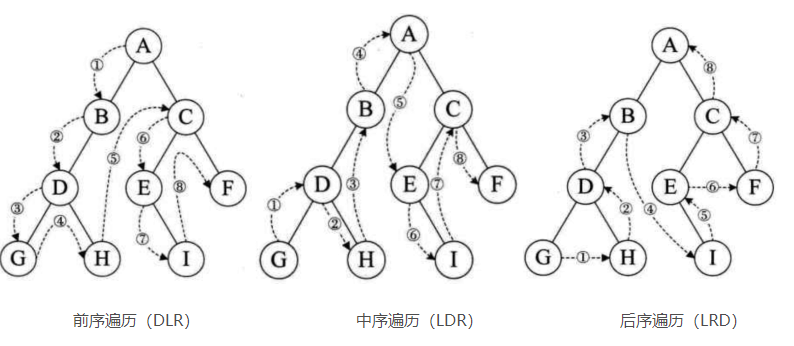 A
①
B C
② ⑥
⑤
D E F
⑧
③ ④
⑦
G H I
前序遍历（DLR）
A
④
⑤
B C
⑧
D ③ E ⑦ F
①
② ⑥
G H I
中序遍历（LDR）
A
⑧
B C
③ ⑦
D E ⑥ F
② ④ ⑤
G ① H I
后序遍历（LRD）